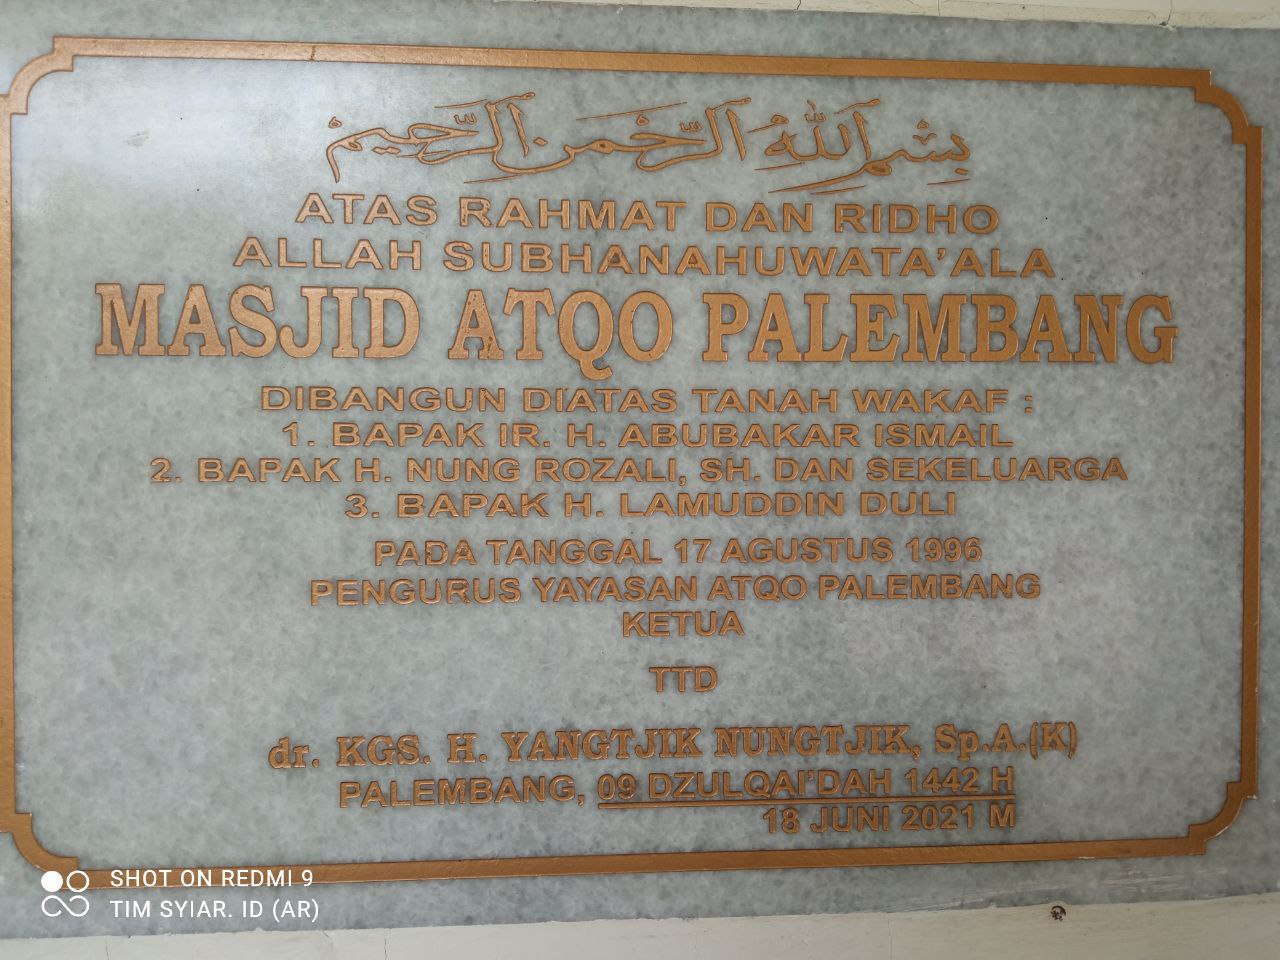 بِسْمِ اللهِ الرَّحْمٰنِ الرَّحِيْمِ
ATAS RAHMAT DAN RIDHO
ALLAH SUBHANAHUWATA'ALA
MASJID ATQO PALEMBANG
DIBANGUN DIATAS TANAH WAKAF :
1. BAPAK IR. H. ABUBAKAR ISMAIL
2. BAPAK H. NUNG ROZALI, SH. DAN SEKELUARGA
3. BAPAK H. LAMUDDIN DULI
PADA TANGGAL 17 AGUSTUS 1996
PENGURUS YAYASAN ATQO PALEMBANG
KETUA
TTD
dr. KGS. H. YANGTJIK NUNGTJIK, Sp.A.(K)
PALEMBANG, 09 DZULQAI'DAH 1442 H
18 JUNI 2021 M
SHOT ON REDMI 9
TIM SYIAR. ID (AR)